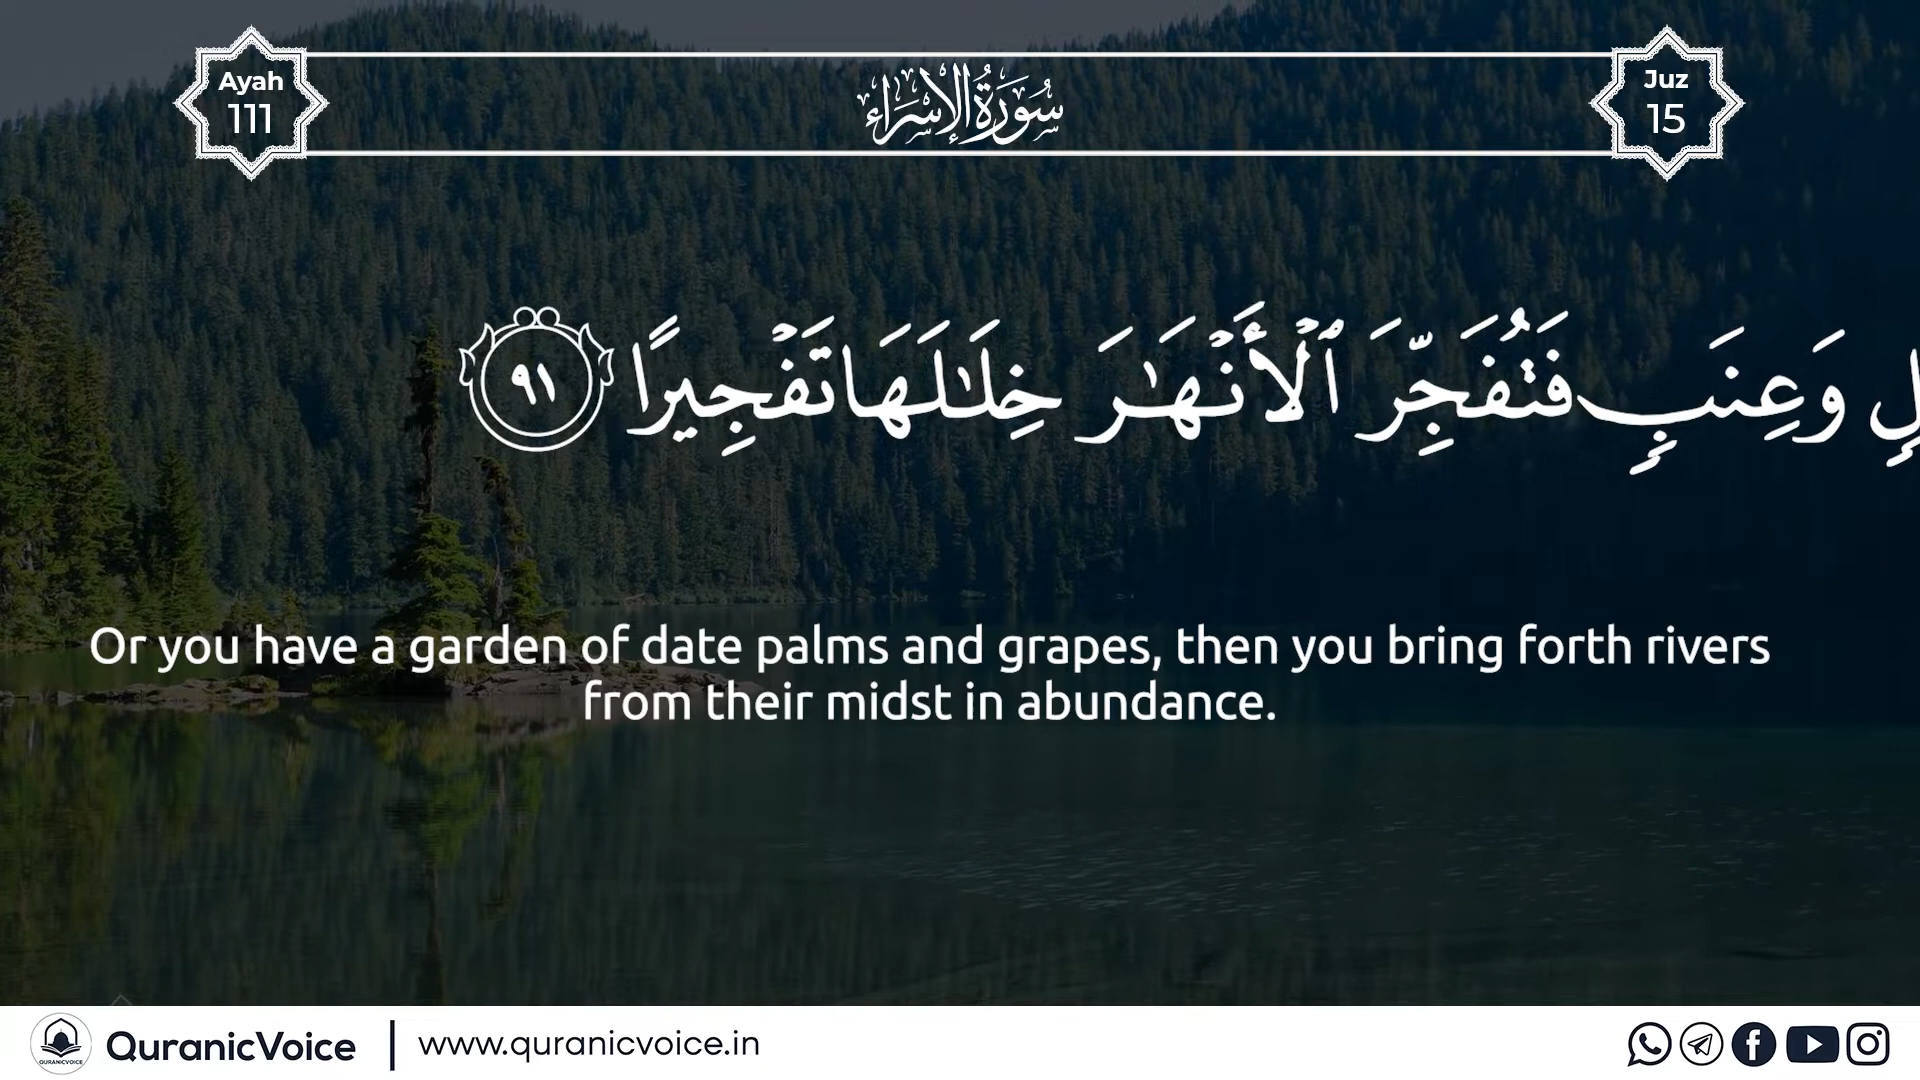 Ayah
111
سُورَةُ الإِسْرَاء
Juz
15
وَعِنَبٍ فَتُفَجِّرَ ٱلْأَنْهَـٰرَ خِلَـٰلَهَا تَفْجِيرًا ٩١
Or you have a garden of date palms and grapes, then you bring forth rivers
from their midst in abundance.
QURANICVOICE
QuranicVoice
www.quranicvoice.in